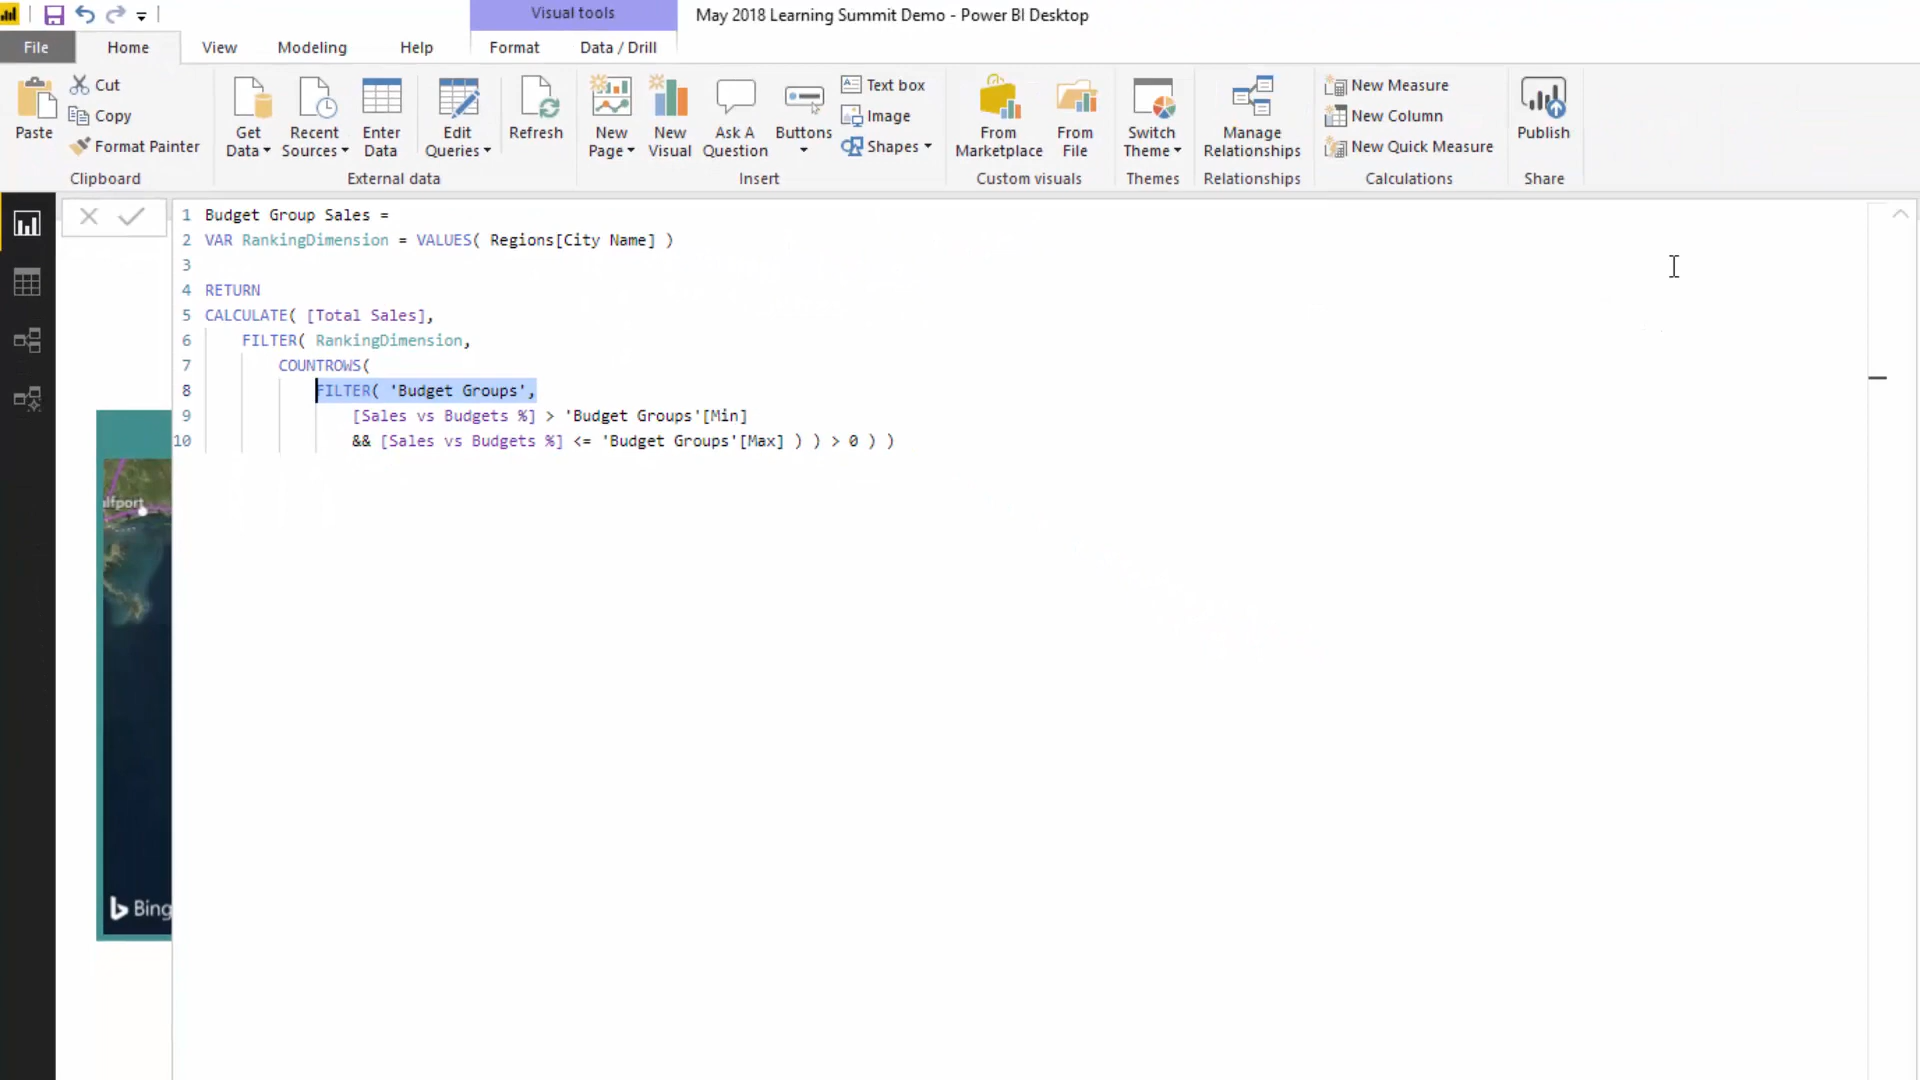 Visual tools
May 2018 Learning Summit Demo - Power BI Desktop
File Home View Modeling Help Format Data / Drill
Paste
Cut
Copy
Format Painter
Clipboard
Get Data
Recent Sources
Enter Data
Edit Queries
External data
Refresh
New Page
New Visual
Ask A Question
Buttons
Text box
Image
Shapes
Insert
From Marketplace
From File
Custom visuals
Switch Theme
Themes
Manage Relationships
Relationships
New Measure
New Column
New Quick Measure
Calculations
Publish
Share
1 Budget Group Sales =
2 VAR RankingDimension = VALUES( Regions[City Name] )
3
4 RETURN
5 CALCULATE( [Total Sales],
6 FILTER( RankingDimension,
7 COUNTROWS(
8 FILTER( 'Budget Groups',
9 [Sales vs Budgets %] > 'Budget Groups'[Min]
10 && [Sales vs Budgets %] <= 'Budget Groups'[Max] ) ) > 0 ) )
lfport
Bing